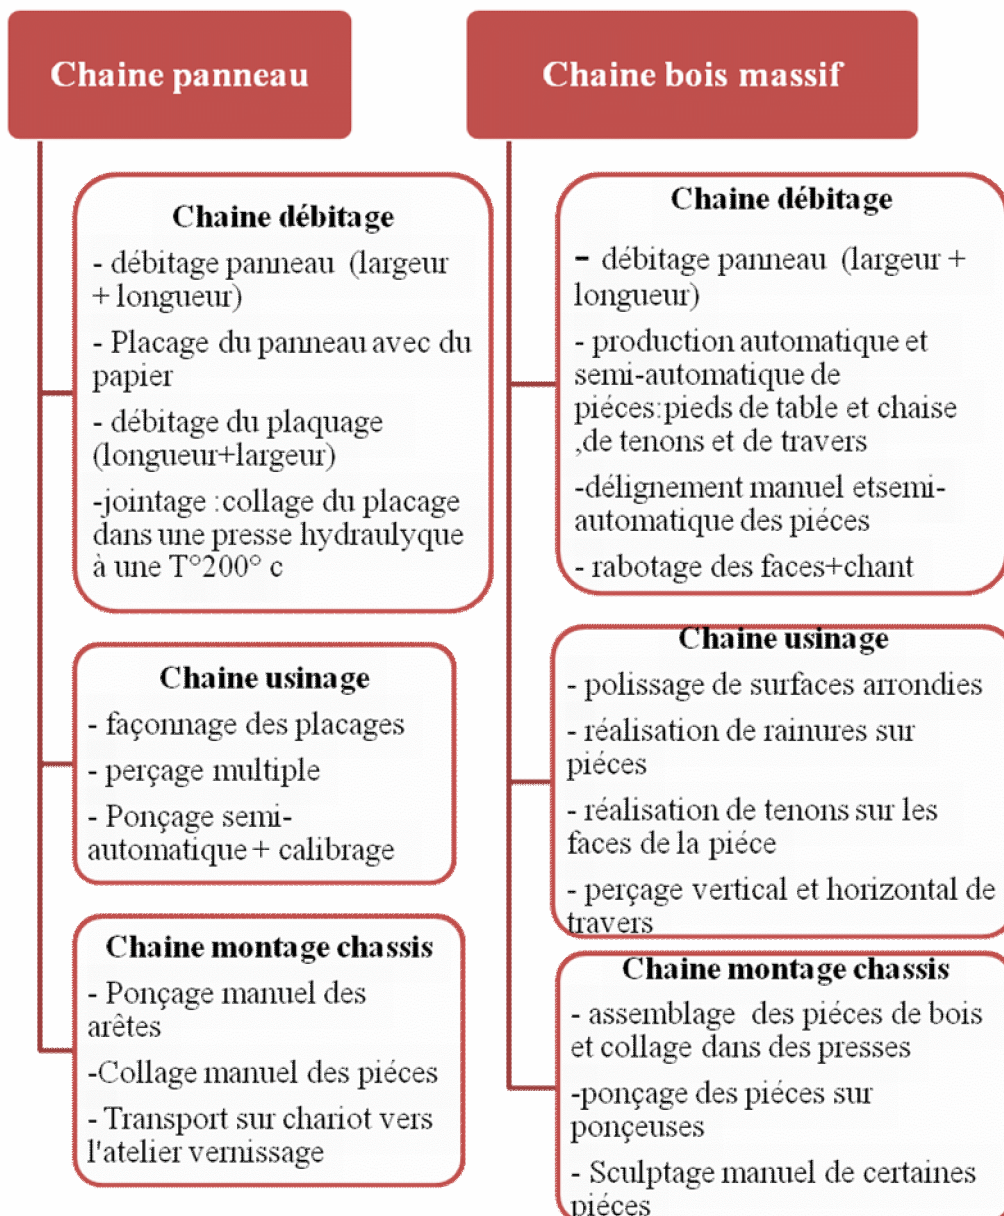 Chaine panneau
Chaine débitage
- débitage panneau (largeur
+ longueur)
- Placage du panneau avec du
papier
- débitage du plaquage
(longueur+largeur)
-jointage :collage du placage
dans une presse hydraulyque
à une T°200° c
Chaine usinage
- façonnage des placages
- perçage multiple
- Ponçage semi-
automatique + calibrage
Chaine montage chassis
- Ponçage manuel des
arêtes
-Collage manuel des piéces
- Transport sur chariot vers
l'atelier vernissage
Chaine bois massif
Chaine débitage
- débitage panneau (largeur +
longueur)
- production automatique et
semi-automatique de
piéces:pieds de table et chaise
,de tenons et de travers
-délignement manuel etsemi-
automatique des piéces
- rabotage des faces+chant
Chaine usinage
- polissage de surfaces arrondies
- réalisation de rainures sur
piéces
- réalisation de tenons sur les
faces de la piéce
- perçage vertical et horizontal de
travers
Chaine montage chassis
- assemblage des piéces de bois
et collage dans des presses
-ponçage des piéces sur
ponçeuses
- Sculptage manuel de certaines
piéces